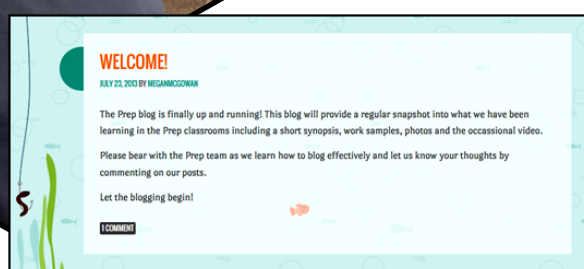 WELCOME!
JULY 23, 2013 BY MEGANMCGOWAN
The Prep blog is finally up and running! This blog will provide a regular snapshot into what we have been
learning in the Prep classrooms including a short synopsis, work samples, photos and the occassional video.
Please bear with the Prep team as we learn how to blog effectively and let us know your thoughts by
commenting on our posts.
Let the blogging begin!
1 COMMENT